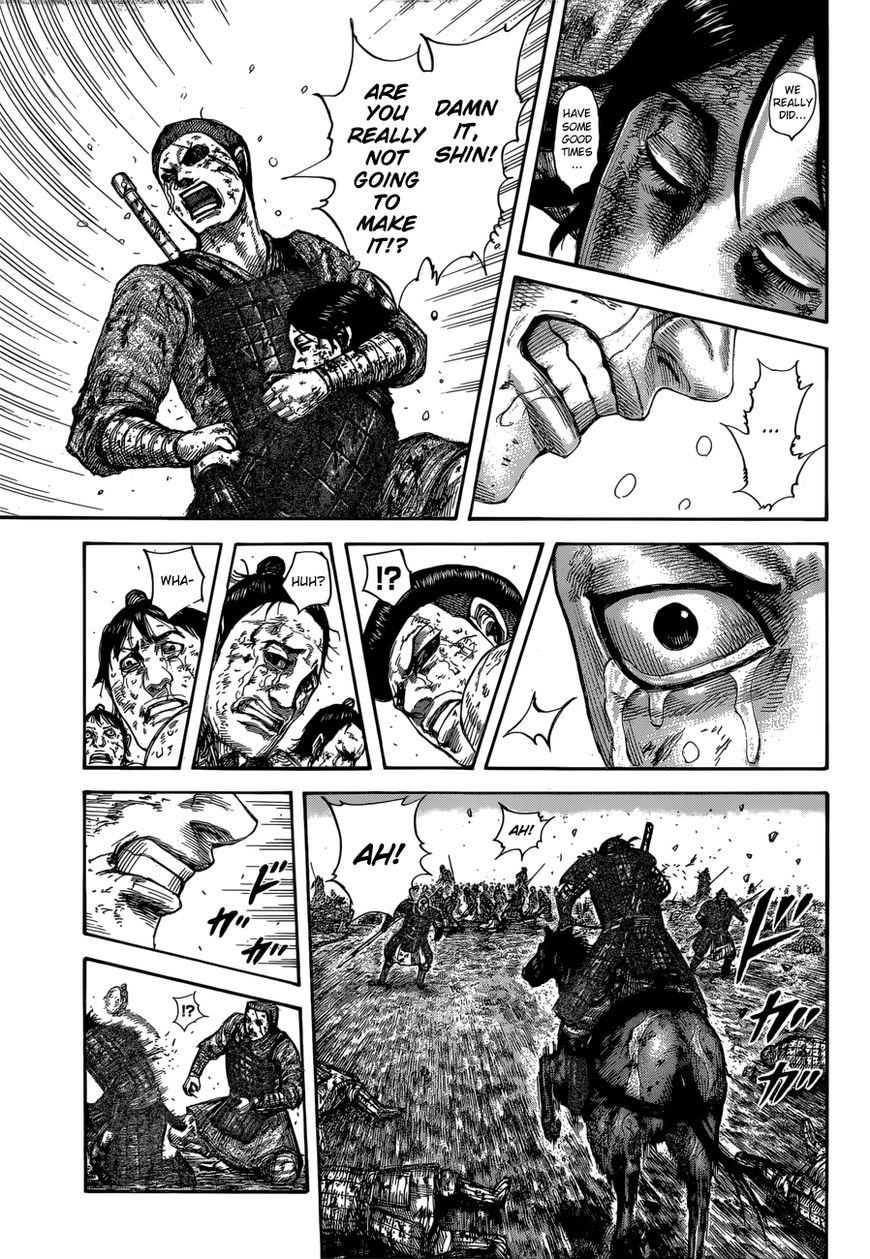 WE
REALLY
DID...
HAVE
SOME
GOOD
TIMES
...
DAMN
IT,
SHIN!
ARE
YOU
REALLY
NOT
GOING
TO
MAKE
IT!?
...
!?
HUH?
WHA-
AH!
AH!
ドガガ
ドガガ
!?